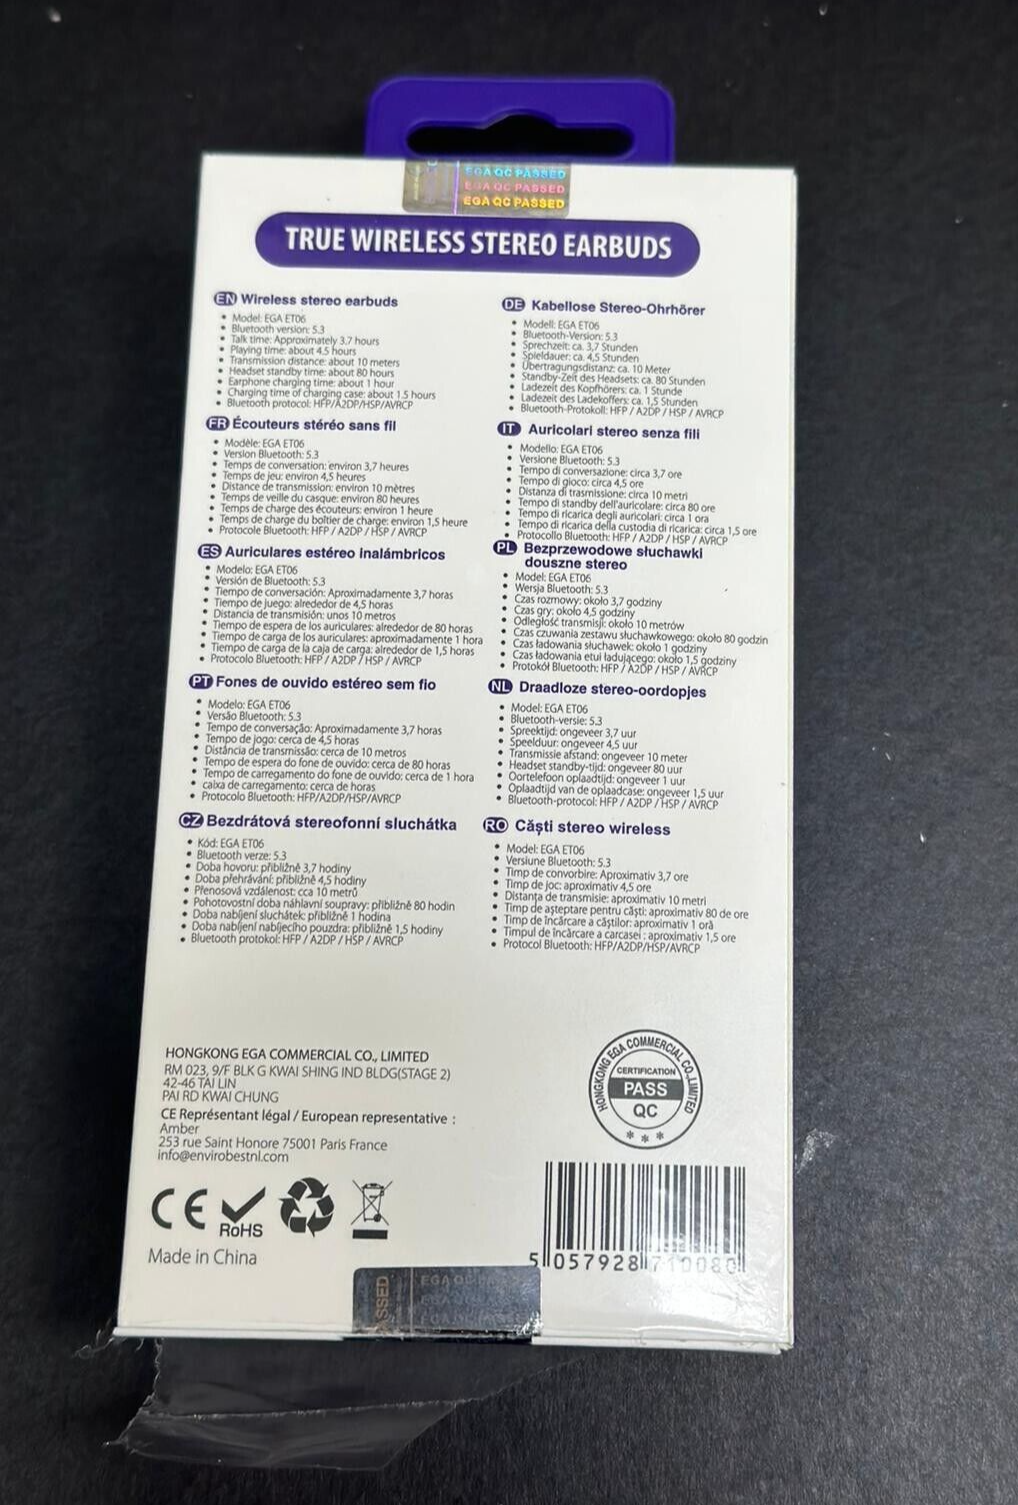 EGA QC PASSED
EGA QC PASSED
EGA QC PASSED
TRUE WIRELESS STEREO EARBUDS
EN Wireless stereo earbuds
• Model: EGA ET06
• Bluetooth version: 5.3
• Talk time: Approximately 3.7 hours
• Playing time: about 4.5 hours
• Transmission distance: about 10 meters
• Headset standby time: about 80 hours
• Earphone charging time: about 1 hour
• Charging time of charging case: about 1.5 hours
• Bluetooth protocol: HFP/A2DP/HSP/AVRCP
FR Écouteurs stéréo sans fil
• Modèle: EGA ET06
• Version Bluetooth: 5.3
• Temps de conversation: environ 3,7 heures
• Temps de jeu: environ 4,5 heures
• Distance de transmission: environ 10 mètres
• Temps de veille du casque: environ 80 heures
• Temps de charge des écouteurs: environ 1 heure
• Temps de charge du boîtier de charge: environ 1,5 heure
• Protocole Bluetooth: HFP / A2DP / HSP / AVRCP
ES Auriculares estéreo inalámbricos
• Modelo: EGA ET06
• Versión de Bluetooth: 5.3
• Tiempo de conversación: Aproximadamente 3,7 horas
• Tiempo de juego: alrededor de 4,5 horas
• Distancia de transmisión: unos 10 metros
• Tiempo de espera de los auriculares: alrededor de 80 horas
• Tiempo de carga de los auriculares: aproximadamente 1 hora
• Tiempo de carga de la caja de carga: alrededor de 1,5 horas
• Protocolo Bluetooth: HFP / A2DP / HSP / AVRCP
PT Fones de ouvido estéreo sem fio
• Modelo: EGA ET06
• Versão Bluetooth: 5.3
• Tempo de conversação: Aproximadamente 3,7 horas
• Tempo de jogo: cerca de 4,5 horas
• Distância de transmissão: cerca de 10 metros
• Tempo de espera do fone de ouvido: cerca de 80 horas
• Tempo de carregamento do fone de ouvido: cerca de 1 hora
• caixa de carregamento: cerca de horas
• Protocolo Bluetooth: HFP/A2DP/HSP/AVRCP
CZ Bezdrátová stereofonní sluchátka
• Kód: EGA ET06
• Bluetooth verze: 5.3
• Doba hovoru: přibližně 3,7 hodiny
• Doba přehrávání: přibližně 4,5 hodiny
• Přenosová vzdálenost: cca 10 metrů
• Pohotovostní doba náhlavní soupravy: přibližně 80 hodin
• Doba nabíjení sluchátek: přibližně 1 hodina
• Doba nabíjení nabíjecího pouzdra: přibližně 1,5 hodiny
• Bluetooth protokol: HFP / A2DP / HSP / AVRCP
DE Kabellose Stereo-Ohrhörer
• Modell: EGA ET06
• Bluetooth-Version: 5.3
• Sprechzeit: ca. 3,7 Stunden
• Spieldauer: ca. 4,5 Stunden
• Übertragungsdistanz: ca. 10 Meter
• Standby-Zeit des Headsets: ca. 80 Stunden
• Ladezeit des Kopfhörers: ca. 1 Stunde
• Ladezeit des Ladekoffers: ca. 1,5 Stunden
• Bluetooth-Protokoll: HFP / A2DP / HSP / AVRCP
IT Auricolari stereo senza fili
• Modello: EGA ET06
• Versione Bluetooth: 5.3
• Tempo di conversazione: circa 3,7 ore
• Tempo di gioco: circa 4,5 ore
• Distanza di trasmissione: circa 10 metri
• Tempo di standby dell'auricolare: circa 80 ore
• Tempo di ricarica degli auricolari: circa 1 ora
• Tempo di ricarica della custodia di ricarica: circa 1,5 ore
• Protocollo Bluetooth: HFP / A2DP / HSP / AVRCP
PL Bezprzewodowe słuchawki
douszne stereo
• Model: EGA ET06
• Wersja Bluetooth: 5.3
• Czas rozmowy: około 3,7 godziny
• Czas gry: około 4,5 godziny
• Odległość transmisji: około 10 metrów
• Czas czuwania zestawu słuchawkowego: około 80 godzin
• Czas ładowania słuchawek: około 1 godziny
• Czas ładowania etui ładującego: około 1,5 godziny
• Protokół Bluetooth: HFP / A2DP / HSP / AVRCP
NL Draadloze stereo-oordopjes
• Model: EGA ET06
• Bluetooth-versie: 5.3
• Spreektijd: ongeveer 3,7 uur
• Speelduur: ongeveer 4,5 uur
• Transmissie afstand: ongeveer 10 meter
• Headset standby-tijd: ongeveer 80 uur
• Oortelefoon oplaadtijd: ongeveer 1 uur
• Oplaadtijd van de oplaadcase: ongeveer 1,5 uur
• Bluetooth-protocol: HFP / A2DP / HSP / AVRCP
RO Căști stereo wireless
• Model: EGA ET06
• Versiune Bluetooth: 5.3
• Timp de convorbire: Aproximativ 3,7 ore
• Timp de joc: aproximativ 4,5 ore
• Distanța de transmisie: aproximativ 10 metri
• Timp de așteptare pentru căști: aproximativ 80 de ore
• Timp de încărcare a căștilor: aproximativ 1 oră
• Timpul de încărcare a carcasei : aproximativ 1,5 ore
• Protocol Bluetooth: HFP/A2DP/HSP/AVRCP
HONGKONG EGA COMMERCIAL CO., LIMITED
RM 023, 9/F BLK G KWAI SHING IND BLDG(STAGE 2)
42-46 TAI LIN
PAI RD KWAI CHUNG
CE Représentant légal / European representative :
Amber
253 rue Saint Honore 75001 Paris France
info@envirobestnl.com
HONGKONG EGA COMMERCIAL CO.,LIMITED
CERTIFICATION
PASS
QC
* * *
CE
RoHS
Made in China
5 057928 710080
SSED
EGA QC